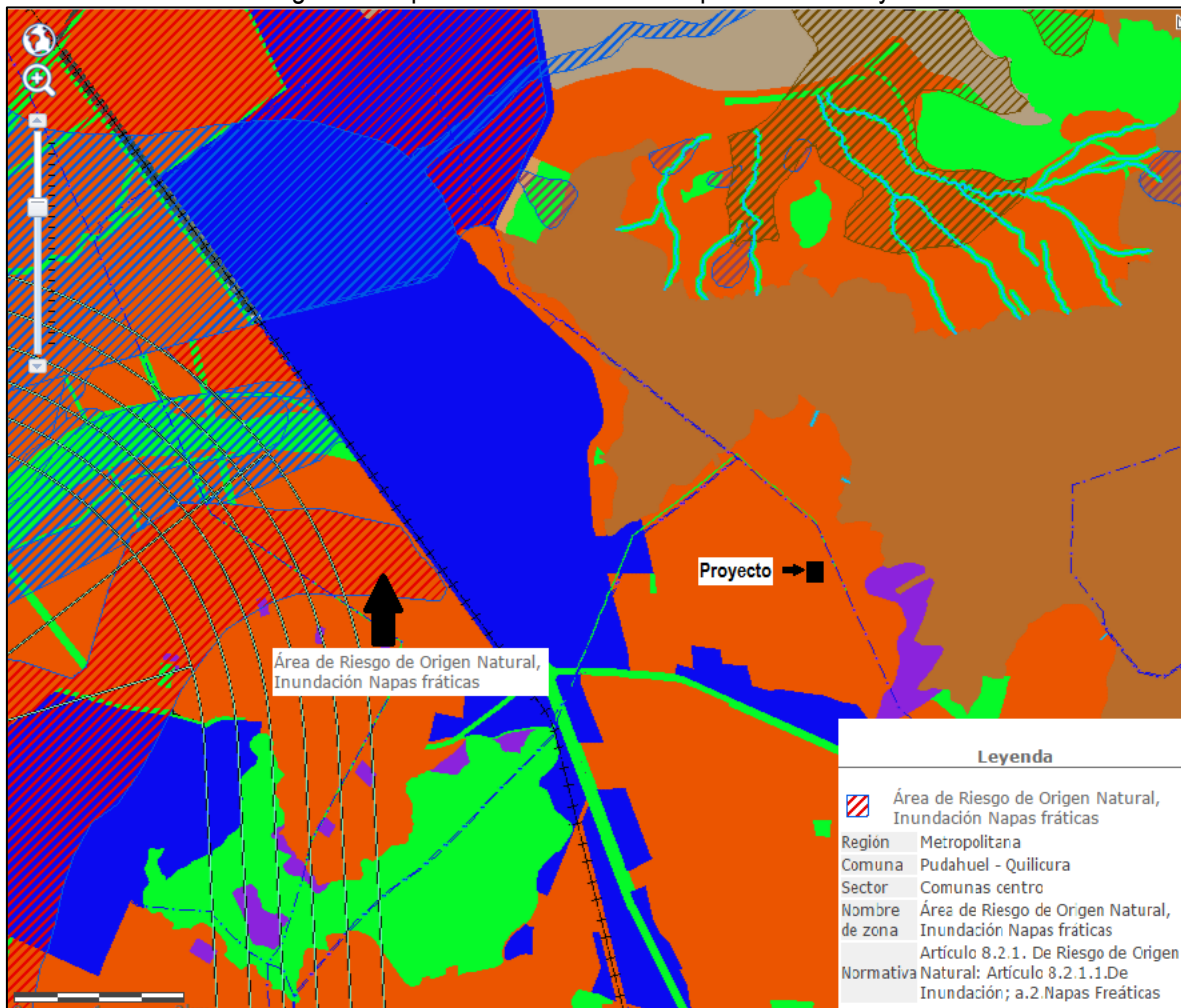 Proyecto
Área de Riesgo de Origen Natural,
Inundación Napas fráticas
Leyenda
Área de Riesgo de Origen Natural,
Inundación Napas fráticas
Región Metropolitana
Comuna Pudahuel - Quilicura
Sector Comunas centro
Nombre de zona Área de Riesgo de Origen Natural,
Inundación Napas fráticas
Normativa Artículo 8.2.1. De Riesgo de Origen
Natural: Artículo 8.2.1.1.De
Inundación; a.2.Napas Freáticas